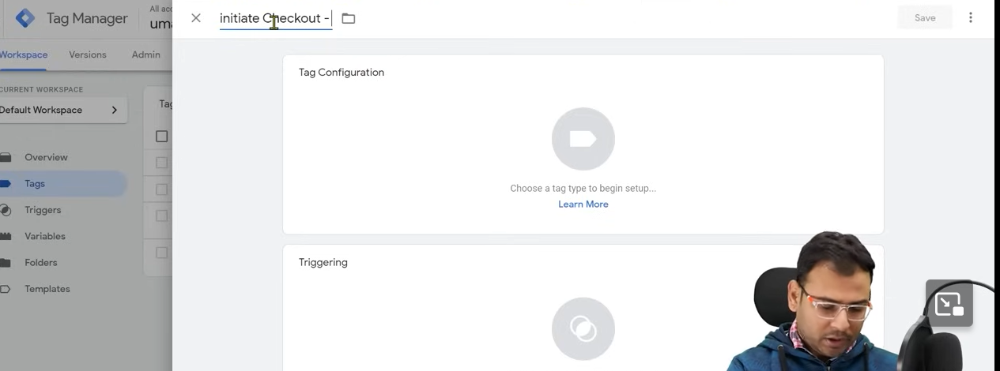 Tag Manager
All acco
uma
initiate Checkout -
Save
Workspace
Versions
Admin
CURRENT WORKSPACE
Default Workspace
Tag
Overview
Tags
Triggers
Variables
Folders
Templates
Tag Configuration
Choose a tag type to begin setup...
Learn More
Triggering